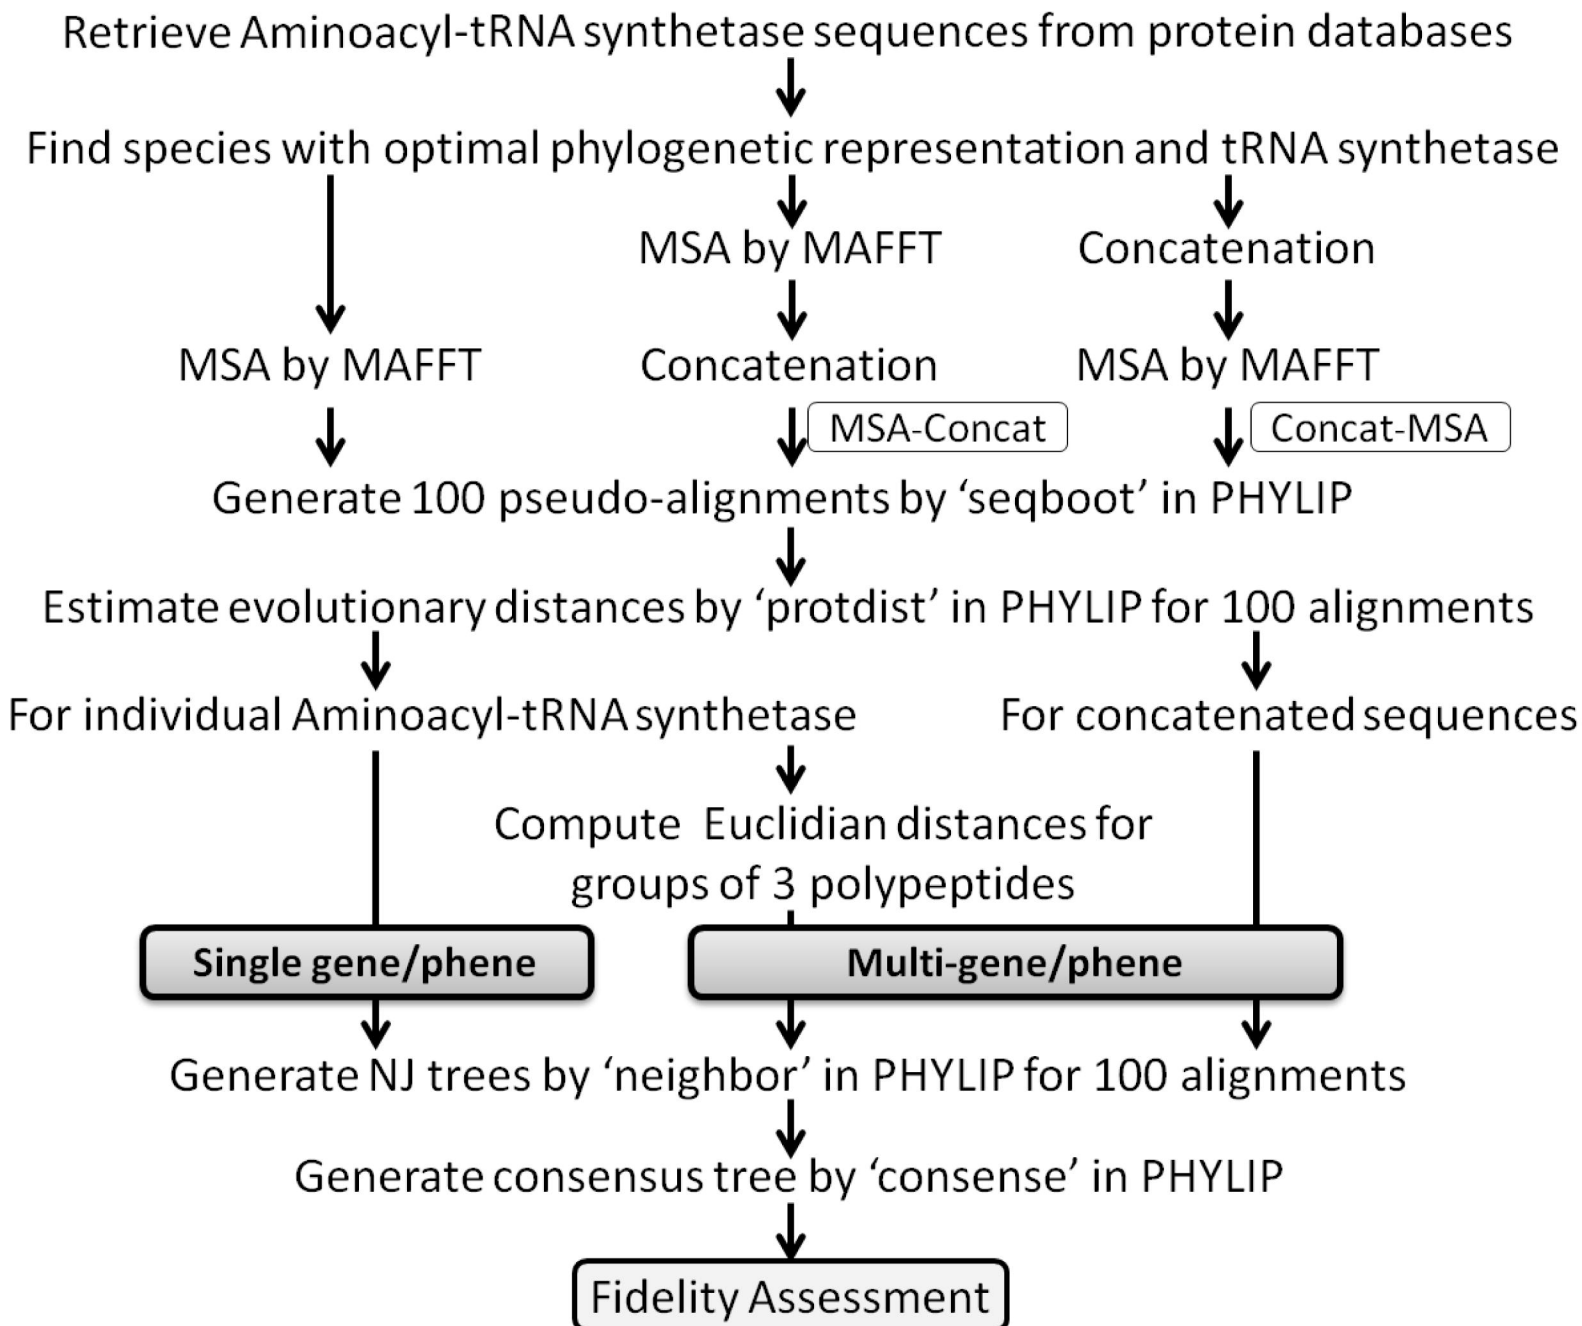 Retrieve Aminoacyl-tRNA synthetase sequences from protein databases
Find species with optimal phylogenetic representation and tRNA synthetase
MSA by MAFFT
Concatenation
MSA by MAFFT
Concatenation
MSA by MAFFT
MSA-Concat
Concat-MSA
Generate 100 pseudo-alignments by ‘seqboot’ in PHYLIP
Estimate evolutionary distances by ‘protdist’ in PHYLIP for 100 alignments
For individual Aminoacyl-tRNA synthetase
For concatenated sequences
Compute Euclidian distances for
groups of 3 polypeptides
Single gene/phene
Multi-gene/phene
Generate NJ trees by ‘neighbor’ in PHYLIP for 100 alignments
Generate consensus tree by ‘consense’ in PHYLIP
Fidelity Assessment